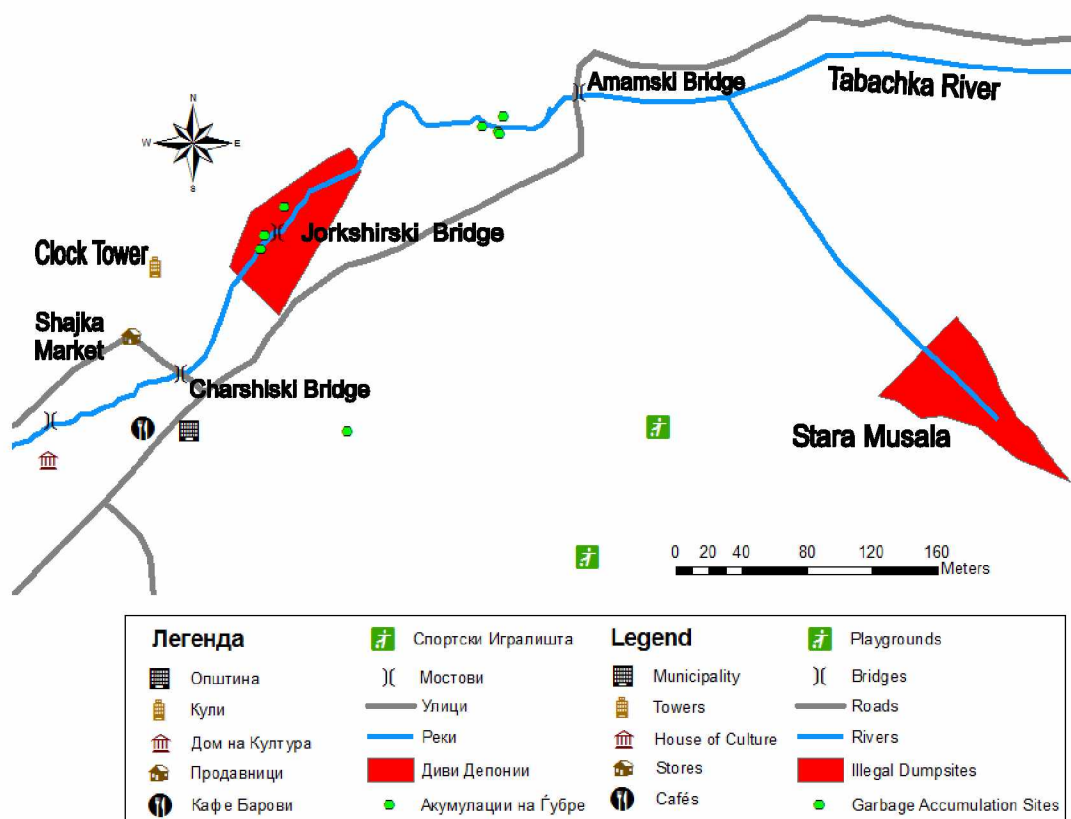 Amamski Bridge
Tabachka River
N
W
E
S
Jorkshirski Bridge
Clock Tower
Shajka
Market
Charshiski Bridge
Stara Musala
0 20 40 80 120 160
Meters
Легенда
Општина
Кули
Дом на Култура
Продавници
Кафе Барови
Спортски Игралишта
Мостови
Улици
Реки
Диви Депонии
Акумулации на Ѓубре
Legend
Municipality
Towers
House of Culture
Stores
Cafés
Playgrounds
Bridges
Roads
Rivers
Illegal Dumpsites
Garbage Accumulation Sites